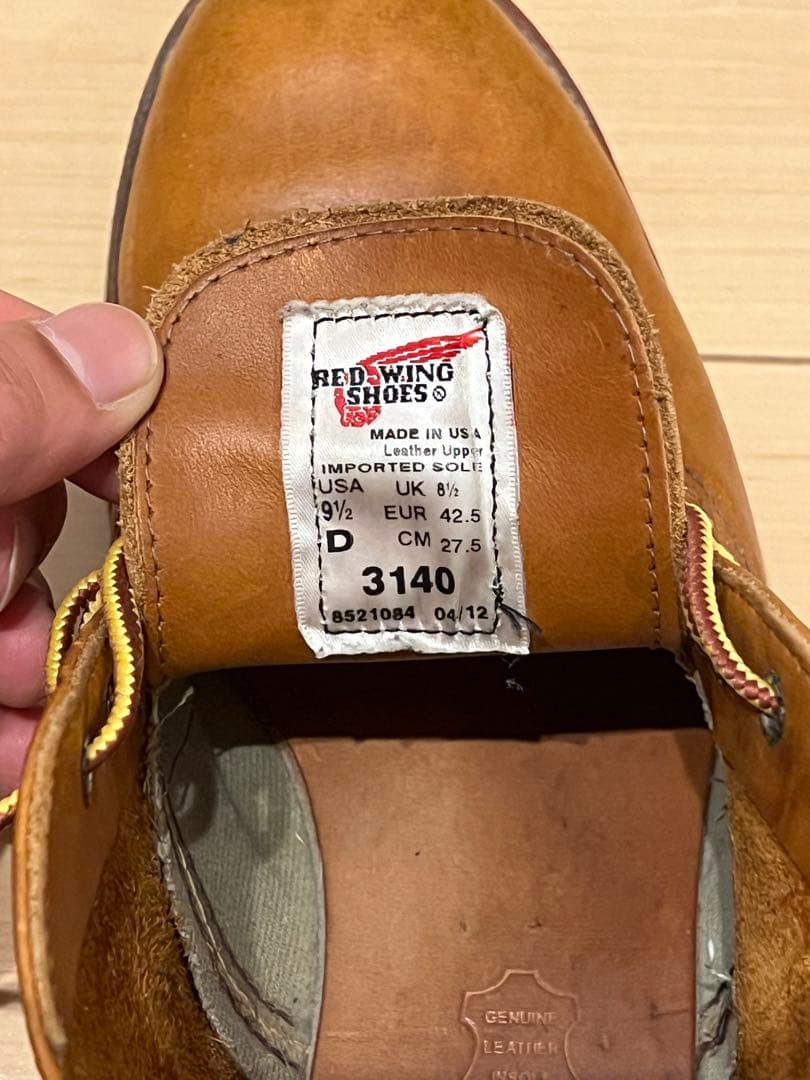 RED WING
SHOES®
MADE IN USA
Leather Upper
IMPORTED SOLE
USA UK 8½
9½ EUR 42.5
D CM 27.5
3140
8521084 04/12
GENUINE
LEATHER
INSOLE